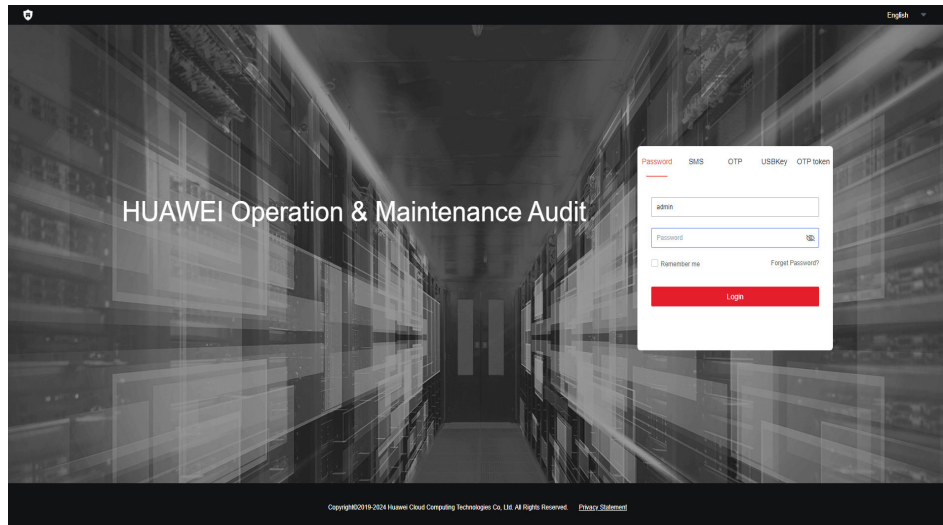 English
Password SMS OTP USBKey OTP token
HUAWEI Operation & Maintenance Audit
admin
Password
Remember me Forget Password?
Login
Copyright©2019-2024 Huawei Cloud Computing Technologies Co, Ltd. All Rights Reserved. Privacy Statement